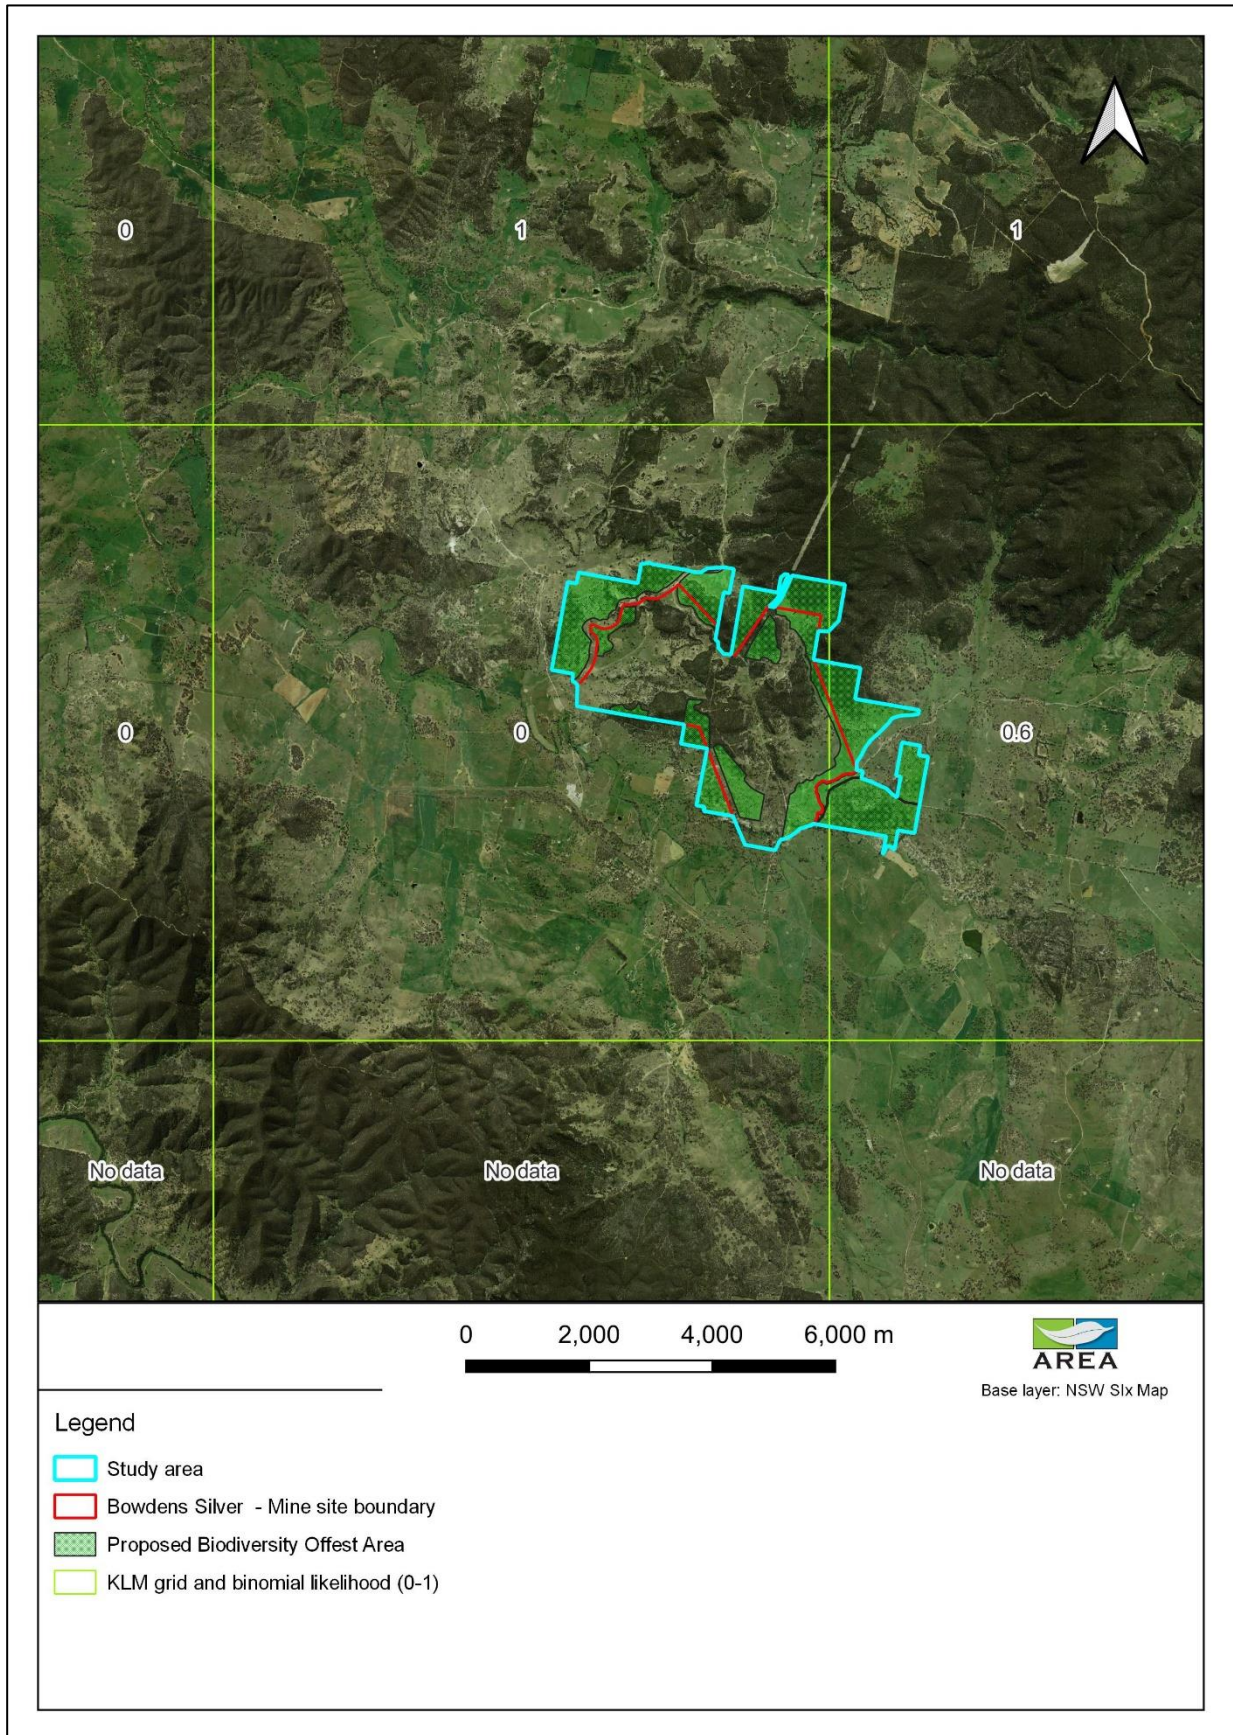 0 1 1
0 0 0.6
No data No data No data
0 2,000 4,000 6,000 m
AREA
Base layer: NSW SIx Map
Legend
Study area
Bowdens Silver - Mine site boundary
Proposed Biodiversity Offest Area
KLM grid and binomial likelihood (0-1)